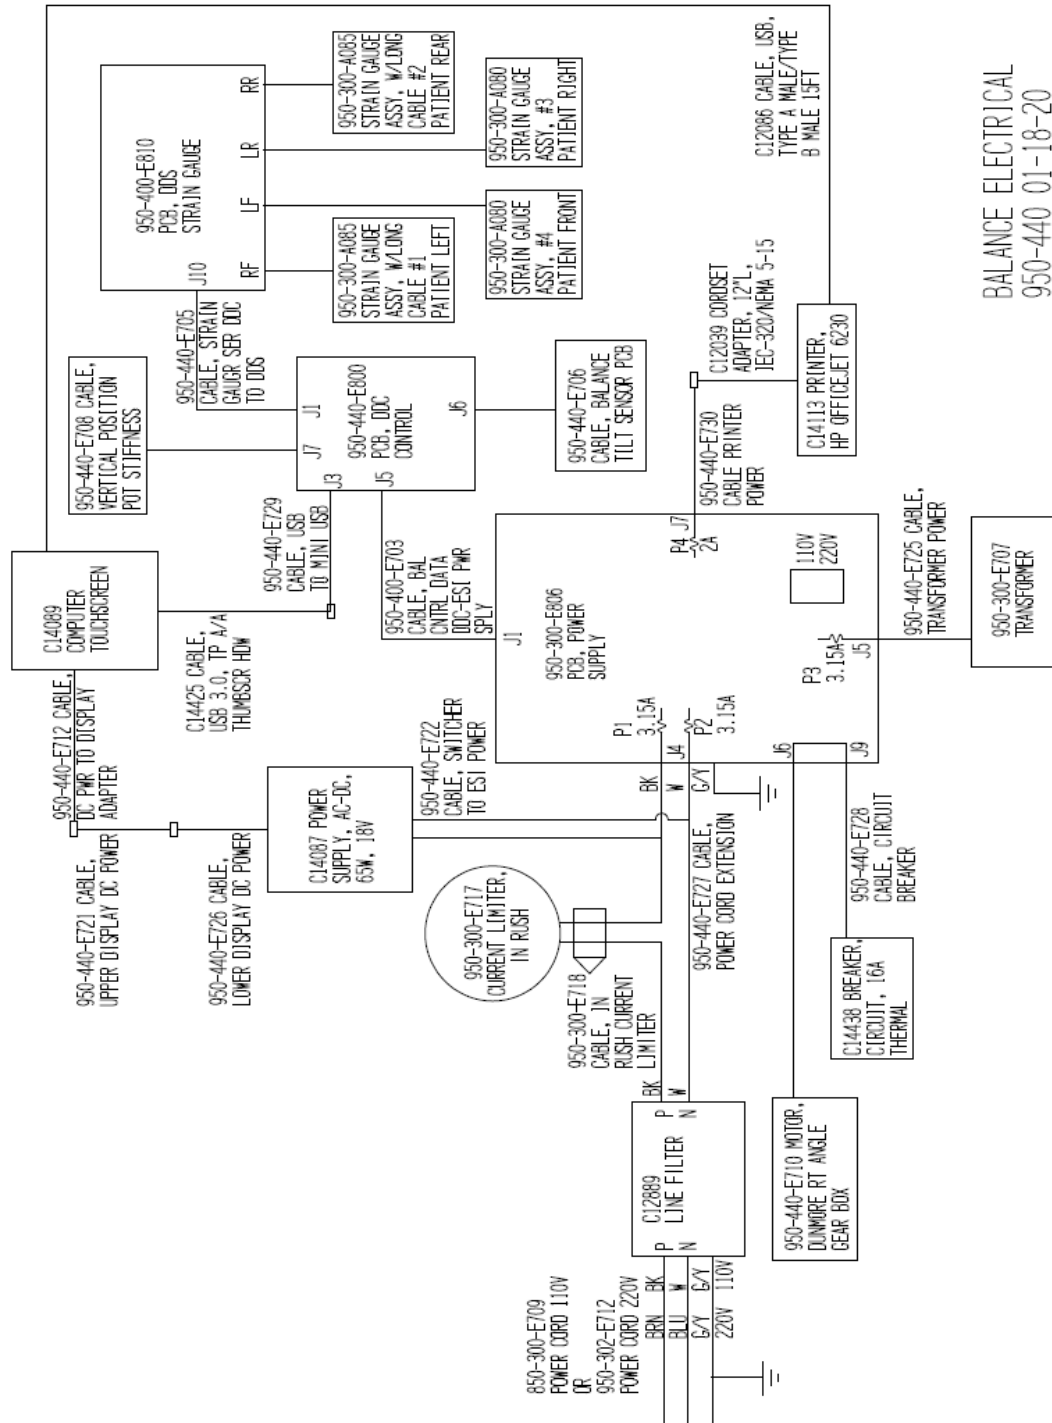 850-300-E709
POWER CORD 110V
OR
950-302-E712
POWER CORD 220V
BRN BK
BLU W
G/Y G/Y
220V 110V
C12889
LINE FILTER
P
N
P
N
BK
W
950-440-E710 MOTOR,
DUNMORE RT ANGLE
GEAR BOX
C14438 BREAKER,
CIRCUIT, 16A
THERMAL
950-440-E728
CABLE, CIRCUIT
BREAKER
950-300-E718
CABLE, IN
RUSH CURRENT
LIMITER
950-300-E717
CURRENT LIMITER,
IN RUSH
950-440-E727 CABLE,
POWER CORD EXTENSION
950-440-E721 CABLE,
UPPER DISPLAY DC POWER
950-440-E726 CABLE,
LOWER DISPLAY DC POWER
C14087 POWER
SUPPLY, AC-DC,
65W, 18V
950-440-E722
CABLE, SWITCHER
TO ESI POWER
950-440-E712 CABLE,
DC PWR TO DISPLAY
ADAPTER
C14089
COMPUTER
TOUCHSCREEN
C14425 CABLE,
USB 3.0, TP A/A
THUMBSCR HDW
950-440-E729
CABLE, USB
TO MINI USB
950-400-E703
CABLE, BAL
CNTRL DATA
DDC-ESI PWR
SPLY
BK
W
G/Y
950-300-E806
PCB, POWER
SUPPLY
J1
P1
3.15A
J4
P2
3.15A
J6
J9
P3
3.15A
J5
P4 J7
2A
110V
220V
950-440-E725 CABLE,
TRANSFORMER POWER
950-300-E707
TRANSFORMER
950-440-E708 CABLE,
VERTICAL POSITION
POT STIFFNESS
950-440-E705
CABLE, STRAIN
GAUGR SER DDC
TO DDS
950-440-E800
PCB, DDC
CONTROL
J3
J5
J7
J1
J6
950-440-E706
CABLE, BALANCE
TILT SENSOR PCB
950-440-E730
CABLE PRINTER
POWER
C12039 CORDSET
ADAPTER, 12"L,
IEC-320/NEMA 5-15
C14113 PRINTER,
HP OFFICEJET 6230
950-400-E810
PCB, DDS
STRAIN GAUGE
J10
RF
LF
LR
RR
950-300-A085
STRAIN GAUGE
ASSY, W/LONG
CABLE #1
PATIENT LEFT
950-300-A080
STRAIN GAUGE
ASSY, #4
PATIENT FRONT
950-300-A085
STRAIN GAUGE
ASSY, W/LONG
CABLE #2
PATIENT REAR
950-300-A080
STRAIN GAUGE
ASSY, #3
PATIENT RIGHT
C12086 CABLE, USB,
TYPE A MALE/TYPE
B MALE 15FT
BALANCE ELECTRICAL
950-440 01-18-20